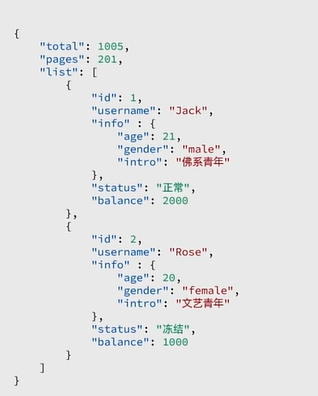 {
    "total": 1005,
    "pages": 201,
    "list": [
        {
            "id": 1,
            "username": "Jack",
            "info" : {
                "age": 21,
                "gender": "male",
                "intro": "佛系青年"
            },
            "status": "正常",
            "balance": 2000
        },
        {
            "id": 2,
            "username": "Rose",
            "info" : {
                "age": 20,
                "gender": "female",
                "intro": "文艺青年"
            },
            "status": "冻结",
            "balance": 1000
        }
    ]
}